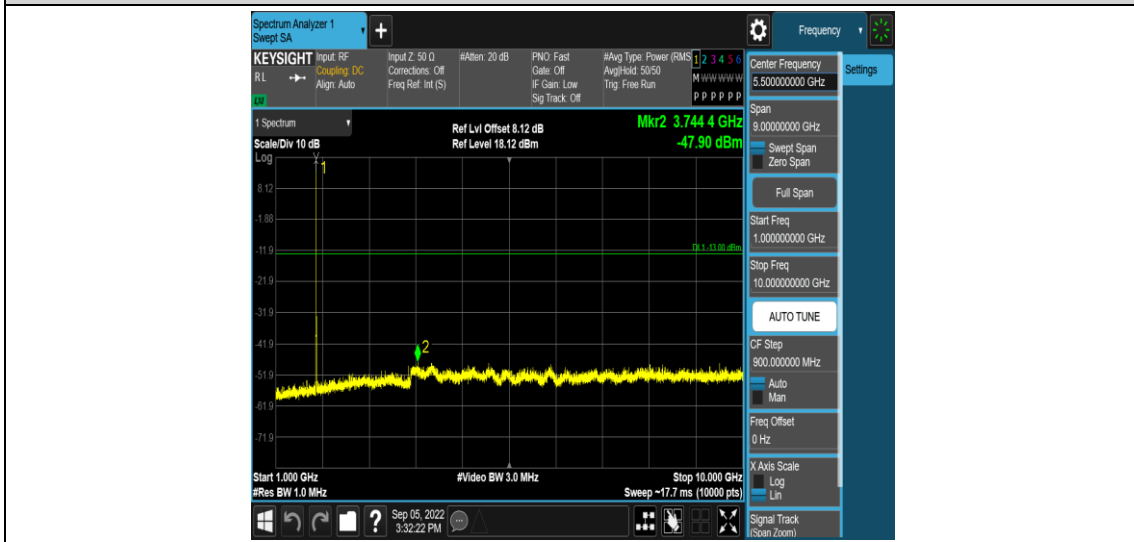 Spectrum Analyzer 1
Swept SA
+
Frequency
KEYSIGHT
RL
LXI
Input: RF
Coupling: DC
Align: Auto
Input Z: 50 Ω
Corrections: Off
Freq Ref: Int (S)
#Atten: 20 dB
PNO: Fast
Gate: Off
IF Gain: Low
Sig Track: Off
#Avg Type: Power (RMS
Avg|Hold: 50/50
Trig: Free Run
1 2 3 4 5 6
M W W W W W
P P P P P P
1 Spectrum
Scale/Div 10 dB
Log
Ref Lvl Offset 8.12 dB
Ref Level 18.12 dBm
Mkr2 3.744 4 GHz
-47.90 dBm
1
8.12
-1.88
-11.9
DL1 -13.00 dBm
-21.9
-31.9
-41.9
2
-51.9
-61.9
-71.9
Start 1.000 GHz
#Video BW 3.0 MHz
Stop 10.000 GHz
#Res BW 1.0 MHz
Sweep ~17.7 ms (10000 pts)
?
Sep 05, 2022
3:32:22 PM
Center Frequency
5.50000000 GHz
Settings
Span
9.00000000 GHz
Swept Span
Zero Span
Full Span
Start Freq
1.000000000 GHz
Stop Freq
10.000000000 GHz
AUTO TUNE
CF Step
900.000000 MHz
Auto
Man
Freq Offset
0 Hz
X Axis Scale
Log
Lin
Signal Track
(Span Zoom)